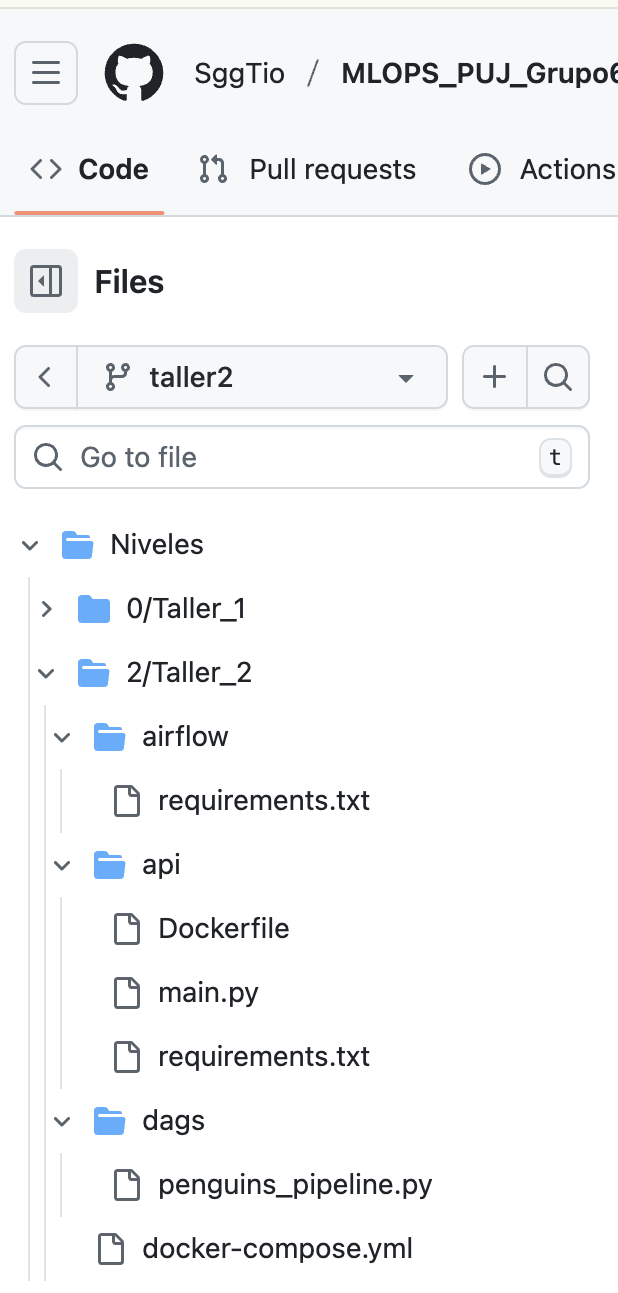 SggTio / MLOPS_PUJ_Grupo6
Code Pull requests Actions
Files
taller2
Go to file t
Niveles
0/Taller_1
2/Taller_2
airflow
requirements.txt
api
Dockerfile
main.py
requirements.txt
dags
penguins_pipeline.py
docker-compose.yml